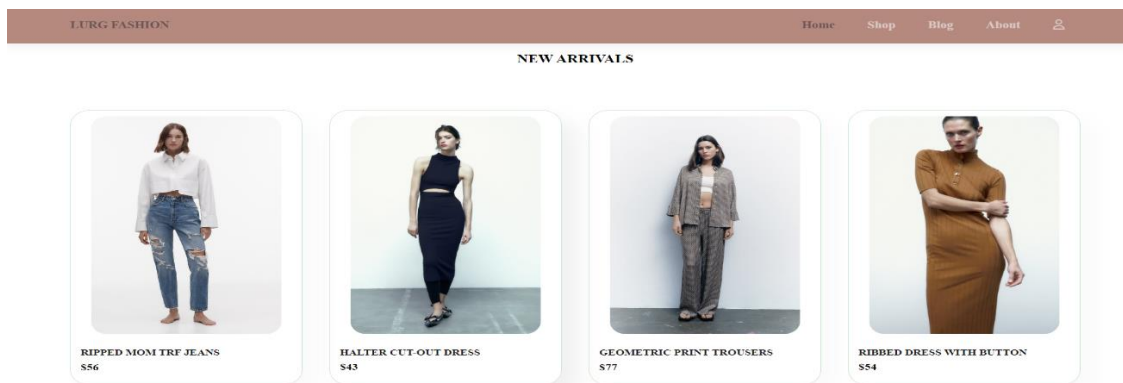 LURG FASHION Home Shop Blog About
NEW ARRIVALS
RIPPED MOM TRF JEANS
$56
HALTER CUT-OUT DRESS
$43
GEOMETRIC PRINT TROUSERS
$77
RIBBED DRESS WITH BUTTON
$54